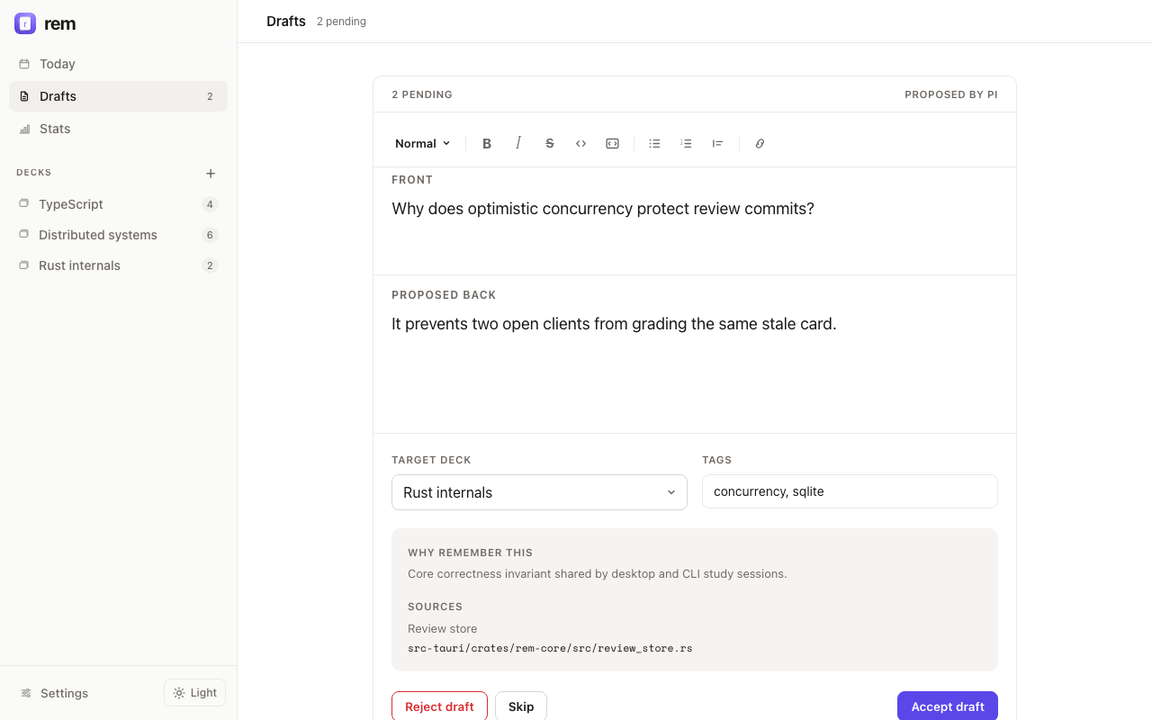 rem
Today
Drafts 2
Stats
DECKS
TypeScript 4
Distributed systems 6
Rust internals 2
Settings
Light
Drafts 2 pending
2 PENDING PROPOSED BY PI
Normal B I S
FRONT
Why does optimistic concurrency protect review commits?
PROPOSED BACK
It prevents two open clients from grading the same stale card.
TARGET DECK TAGS
Rust internals concurrency, sqlite
WHY REMEMBER THIS
Core correctness invariant shared by desktop and CLI study sessions.
SOURCES
Review store
src-tauri/crates/rem-core/src/review_store.rs
Reject draft Skip Accept draft